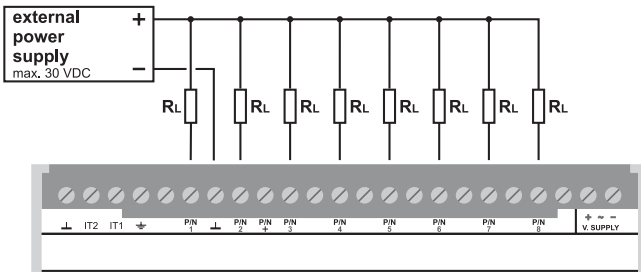 external
power
supply
max. 30 VDC
+
−
RL RL RL RL RL RL RL RL
⊥ IT2 IT1 ⏚ P/N 1 ⊥ P/N 2 P/N + P/N 3 P/N 4 P/N 5 P/N 6 P/N 7 P/N 8 + ~ −
V. SUPPLY